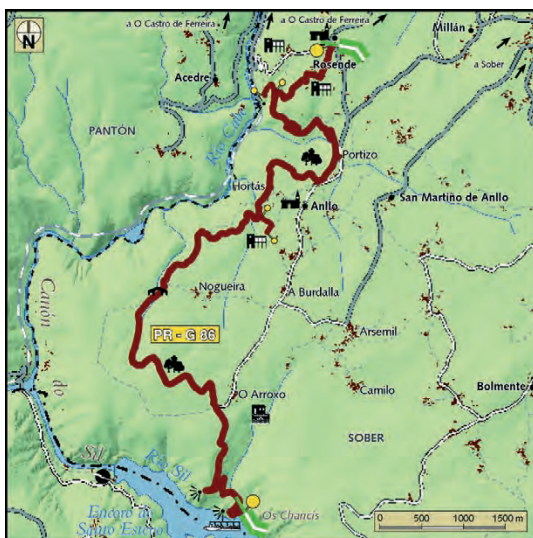 a O Castro de Ferreira
a O Castro de Ferreira
Millán
N
Rosende
a Sober
Acedre
PANTÓN
Río Cabe
Portizo
Hortás
San Martiño de Anllo
Anllo
Nogueira
A Burdalla
Cañón do Sil
PR - G 86
Arsemil
Camilo
Bolmente
O Arroxo
SOBER
Río Sil
Encoro de
Santo Estevo
Os Chancís
0 500 1000 1500 m